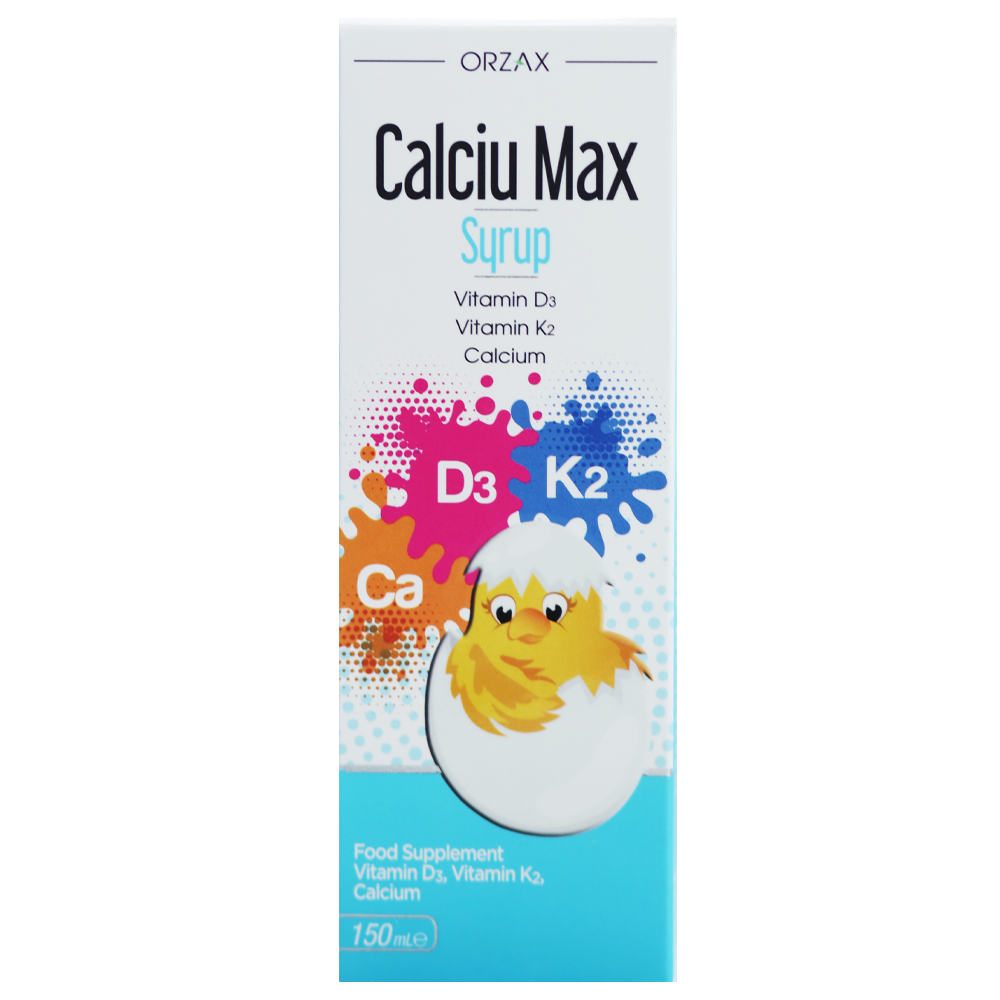 ORZAX
Calciu Max
Syrup
Vitamin D3
Vitamin K2
Calcium
D3
K2
Ca
Food Supplement
Vitamin D3, Vitamin K2,
Calcium
150 mL℮